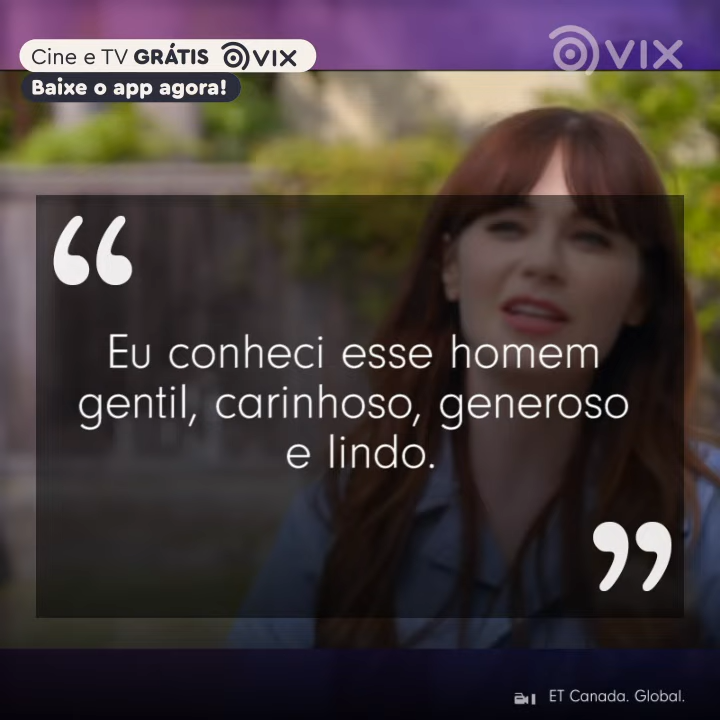 Cine e TV GRÁTIS VIX
VIX
Baixe o app agora!
“
Eu conheci esse homem
gentil, carinhoso, generoso
e lindo.
”
ET Canada. Global.